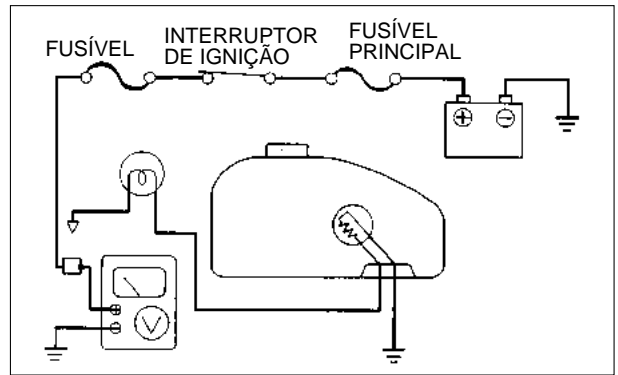 FUSÍVEL
INTERRUPTOR
DE IGNIÇÃO
FUSÍVEL
PRINCIPAL
+
-
+
-
V